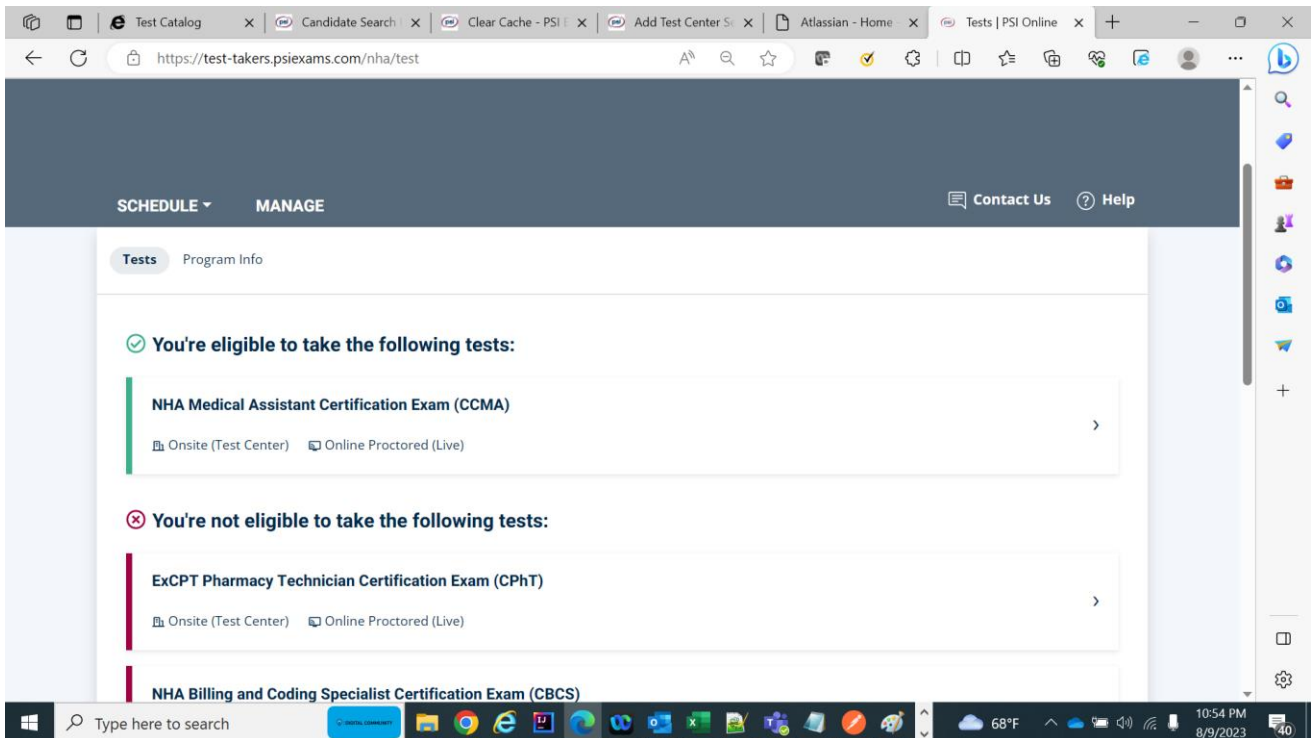 Test Catalog
Candidate Search
Clear Cache - PSI E
Add Test Center Sc
Atlassian - Home
Tests | PSI Online
https://test-takers.psiexams.com/nha/test
SCHEDULE
MANAGE
Contact Us
Help
Tests
Program Info
You're eligible to take the following tests:
NHA Medical Assistant Certification Exam (CCMA)
Onsite (Test Center)
Online Proctored (Live)
You're not eligible to take the following tests:
ExCPT Pharmacy Technician Certification Exam (CPhT)
Onsite (Test Center)
Online Proctored (Live)
NHA Billing and Coding Specialist Certification Exam (CBCS)
Type here to search
DIGITAL COMMUNITY
68°F
10:54 PM
8/9/2023
40